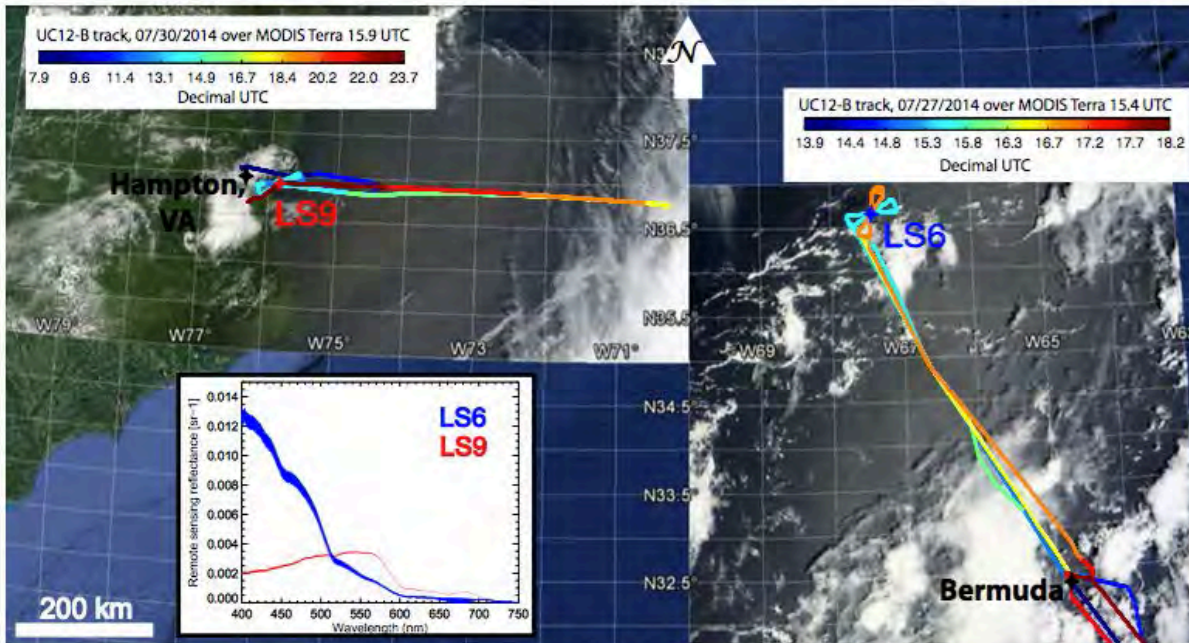 UC12-B track, 07/30/2014 over MODIS Terra 15.9 UTC
7.9 9.6 11.4 13.1 14.9 16.7 18.4 20.2 22.0 23.7
Decimal UTC
N
UC12-B track, 07/27/2014 over MODIS Terra 15.4 UTC
13.9 14.4 14.8 15.3 15.8 16.3 16.7 17.2 17.7 18.2
Decimal UTC
N37.5°
Hampton,
VA
LS9
N36.5°
LS6
N35.5°
W79°
W77°
W75°
W73°
W71°
W69°
W67°
W65°
N34.5°
N33.5°
N32.5°
Bermuda
200 km
Remote sensing reflectance [sr−1]
0.014
0.012
0.010
0.008
0.006
0.004
0.002
0.000
LS6
LS9
400 450 500 550 600 650 700 750
Wavelength (nm)